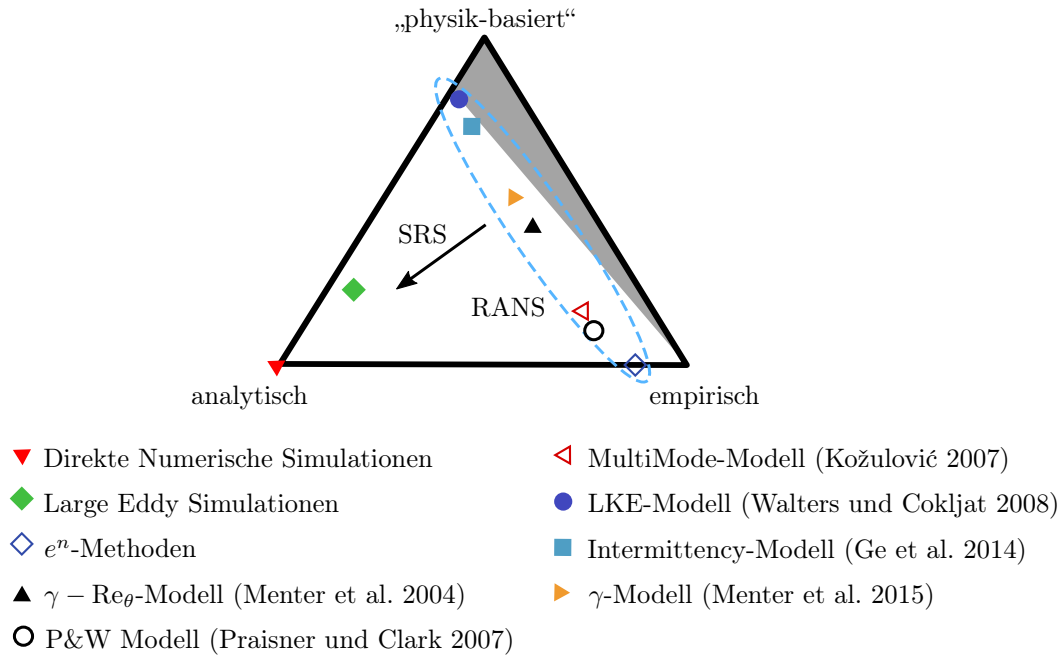 „physik-basiert“
SRS
RANS
analytisch
empirisch
Direkte Numerische Simulationen
Large Eddy Simulationen
eⁿ-Methoden
γ − Reθ-Modell (Menter et al. 2004)
P&W Modell (Praisner und Clark 2007)
MultiMode-Modell (Kožulović 2007)
LKE-Modell (Walters und Cokljat 2008)
Intermittency-Modell (Ge et al. 2014)
γ-Modell (Menter et al. 2015)